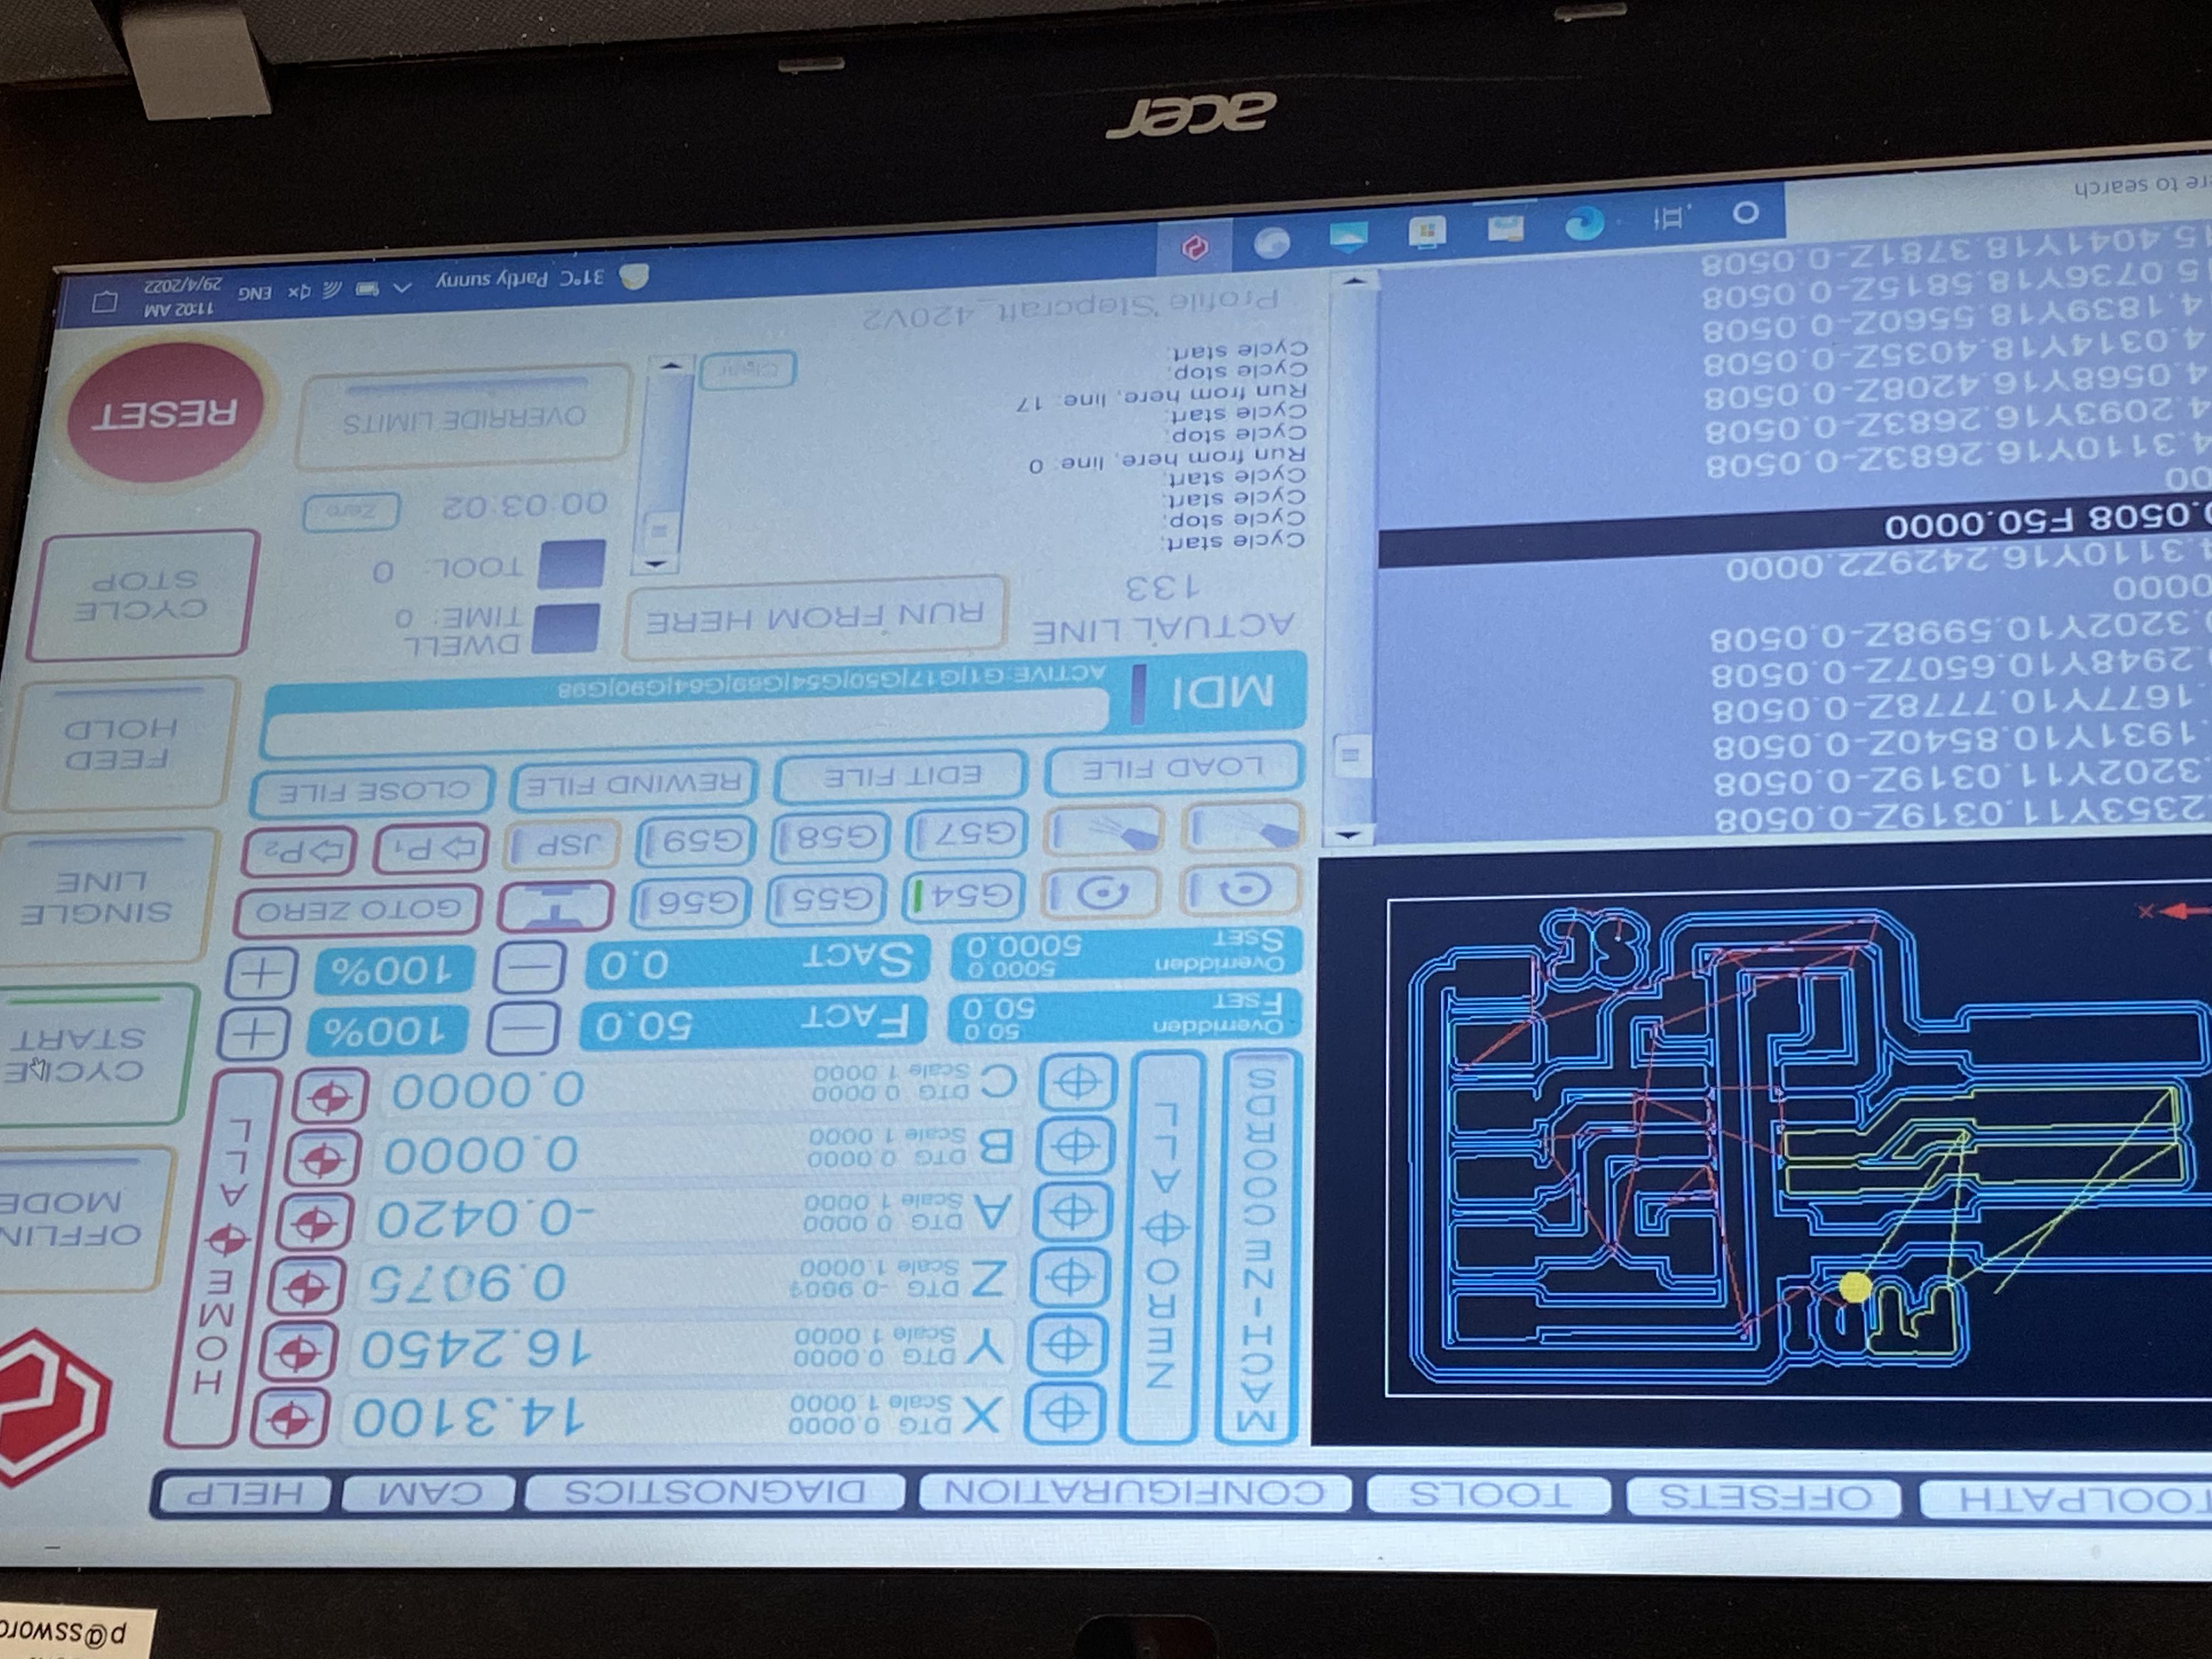 p@sswor
TOOLPATH
OFFSETS
TOOLS
CONFIGURATION
DIAGNOSTICS
CAM
HELP
FTDI
JS
X
MACHINE COORDS
ZERO ALL
X DTG 0.0000 Scale 1.0000 14.3100
Y DTG 0.0000 Scale 1.0000 16.2450
Z DTG Scale 1.0000 0.9075
A DTG 0.0000 Scale 1.0000 -0.0420
B DTG 0.0000 Scale 1.0000 0.0000
C DTG 0.0000 Scale 1.0000 0.0000
HOME ALL
OFFLIN
MODE
CYCLE
START
SINGLE
LINE
FEED
HOLD
CYCLE
STOP
RESET
Overridden 50.0
FSET 50.0
FACT 50.0
100%
Overridden 5000.0
SSET 5000.0
SACT 0.0
100%
G54
G55
G56
GOTO ZERO
G57
G58
G59
JSP
P1
P2
LOAD FILE
EDIT FILE
REWIND FILE
CLOSE FILE
MDI
ACTIVE:G1|G17|G50|G54|G69|G64|G90|G98
ACTUAL LINE
133
RUN FROM HERE
DWELL
TIME: 0
TOOL: 0
00:03:02
Zero
OVERRIDE LIMITS
.2353Y11.0319Z-0.0508
.3202Y11.0319Z-0.0508
.1931Y10.8540Z-0.0508
.1677Y10.7778Z-0.0508
.2948Y10.6507Z-0.0508
.3202Y10.5998Z-0.0508
0000
4.3110Y16.2429Z2.0000
0.0508 F50.0000
00
4.3110Y16.2683Z-0.0508
4.2093Y16.2683Z-0.0508
4.0568Y16.4208Z-0.0508
4.0314Y18.4035Z-0.0508
4.1839Y18.5560Z-0.0508
5.0736Y18.5815Z-0.0508
15.4041Y18.3781Z-0.0508
Cycle start;
Cycle stop;
Cycle start;
Cycle start;
Run from here, line: 0
Cycle stop;
Cycle start;
Run from here, line: 17
Cycle stop;
Cycle start;
Clear
Profile 'Stepcraft_420V2
ere to search
31°C Partly sunny
ENG
11:02 AM
29/4/2022
acer